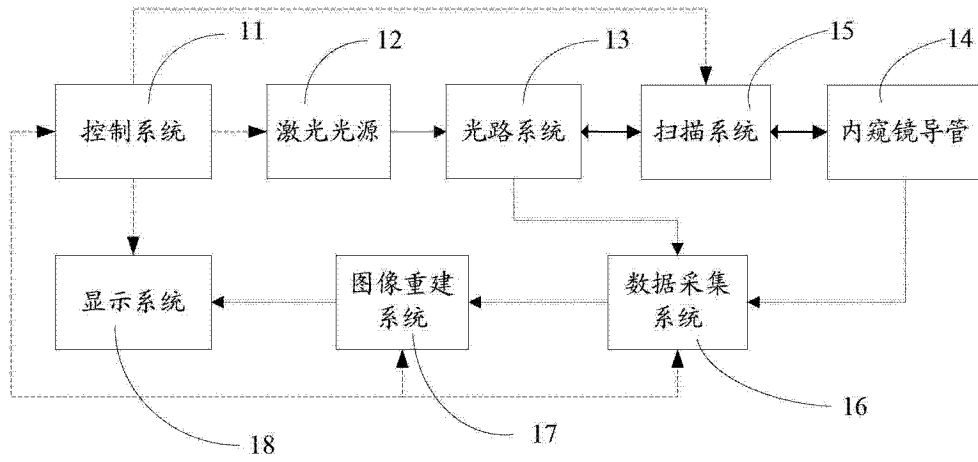 11
12
13
15
14
控制系统
激光光源
光路系统
扫描系统
内窥镜导管
显示系统
图像重建
系统
数据采集
系统
18
17
16